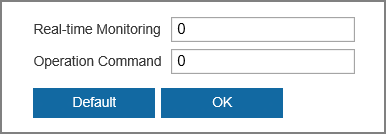 Real-time Monitoring 0
Operation Command 0
Default OK